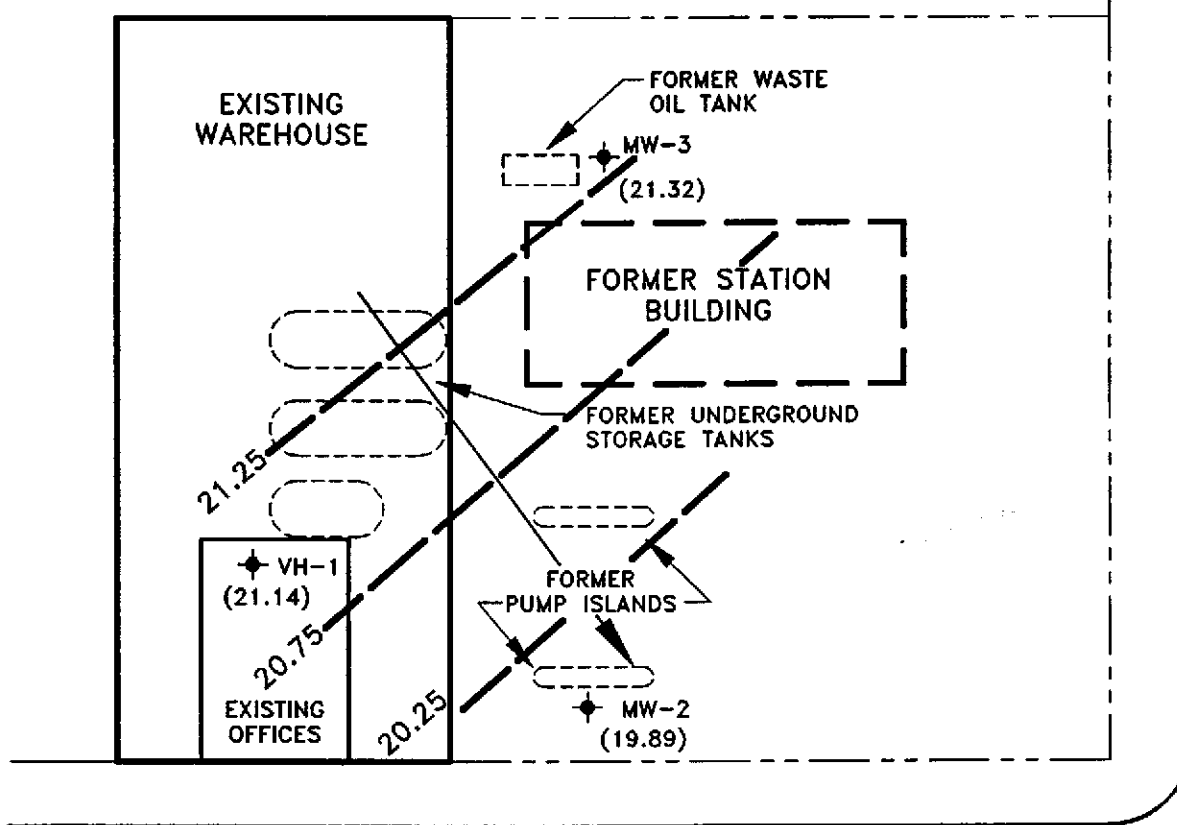 FORMER WASTE
OIL TANK
EXISTING
WAREHOUSE
MW-3
(21.32)
FORMER STATION
BUILDING
FORMER UNDERGROUND
STORAGE TANKS
21.25
VH-1
(21.14)
FORMER
PUMP ISLANDS
20.75
20.25
EXISTING
OFFICES
MW-2
(19.89)